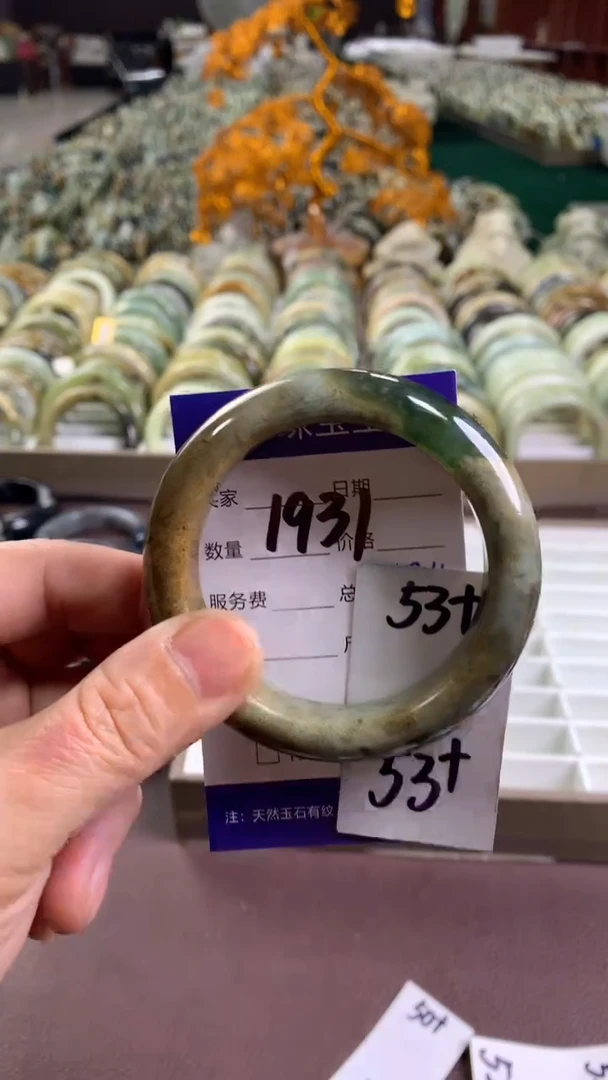 家 日期
1931
数量 价格
服务费 总
53+
53+
注：天然玉石有纹
50+